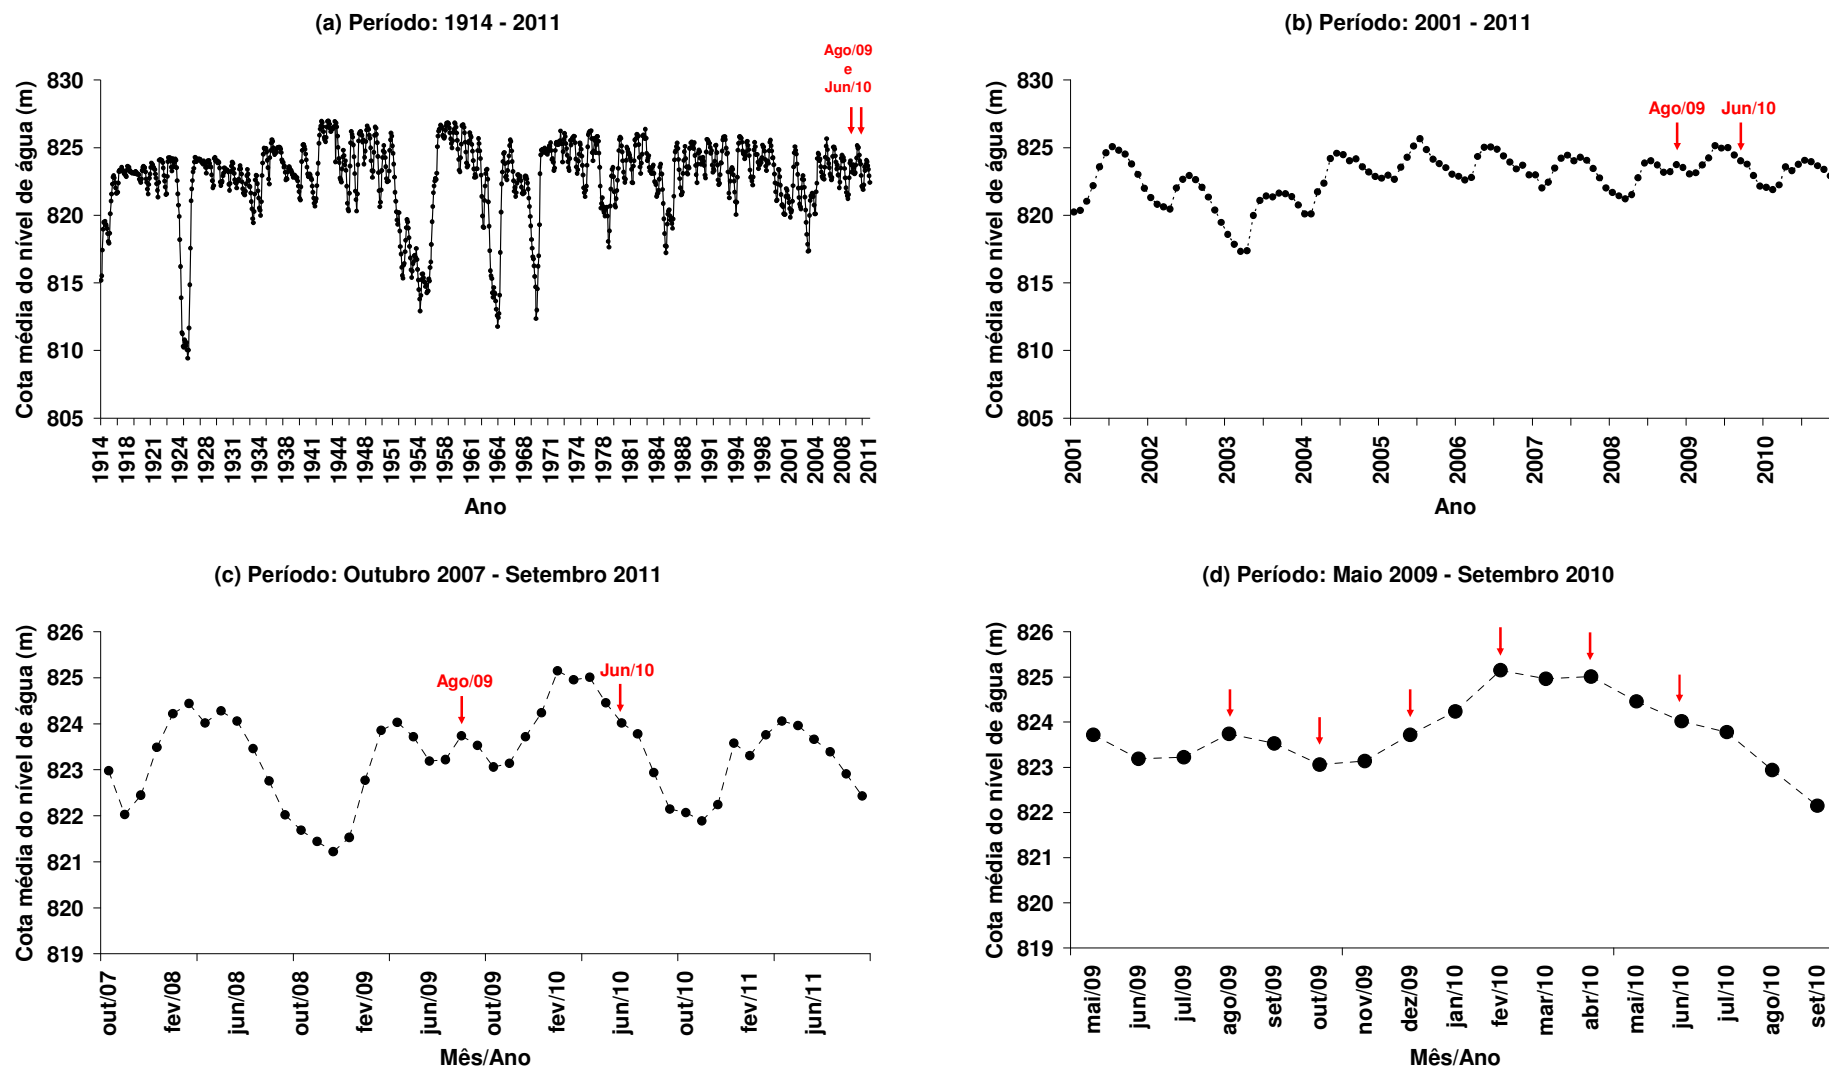 (a) Período: 1914 - 2011
Ago/09
e
Jun/10
Cota média do nível de água (m)
830
825
820
815
810
805
1914
1918
1921
1924
1928
1931
1934
1938
1941
1944
1948
1951
1954
1958
1961
1964
1968
1971
1974
1978
1981
1984
1988
1991
1994
1998
2001
2004
2008
2011
Ano
(b) Período: 2001 - 2011
Ago/09
Jun/10
Cota média do nível de água (m)
830
825
820
815
810
805
2001
2002
2003
2004
2005
2006
2007
2008
2009
2010
Ano
(c) Período: Outubro 2007 - Setembro 2011
Ago/09
Jun/10
Cota média do nível de água (m)
826
825
824
823
822
821
820
819
out/07
fev/08
jun/08
out/08
fev/09
jun/09
out/09
fev/10
jun/10
out/10
fev/11
jun/11
Mês/Ano
(d) Período: Maio 2009 - Setembro 2010
Cota média do nível de água (m)
826
825
824
823
822
821
820
819
mai/09
jun/09
jul/09
ago/09
set/09
out/09
nov/09
dez/09
jan/10
fev/10
mar/10
abr/10
mai/10
jun/10
jul/10
ago/10
set/10
Mês/Ano